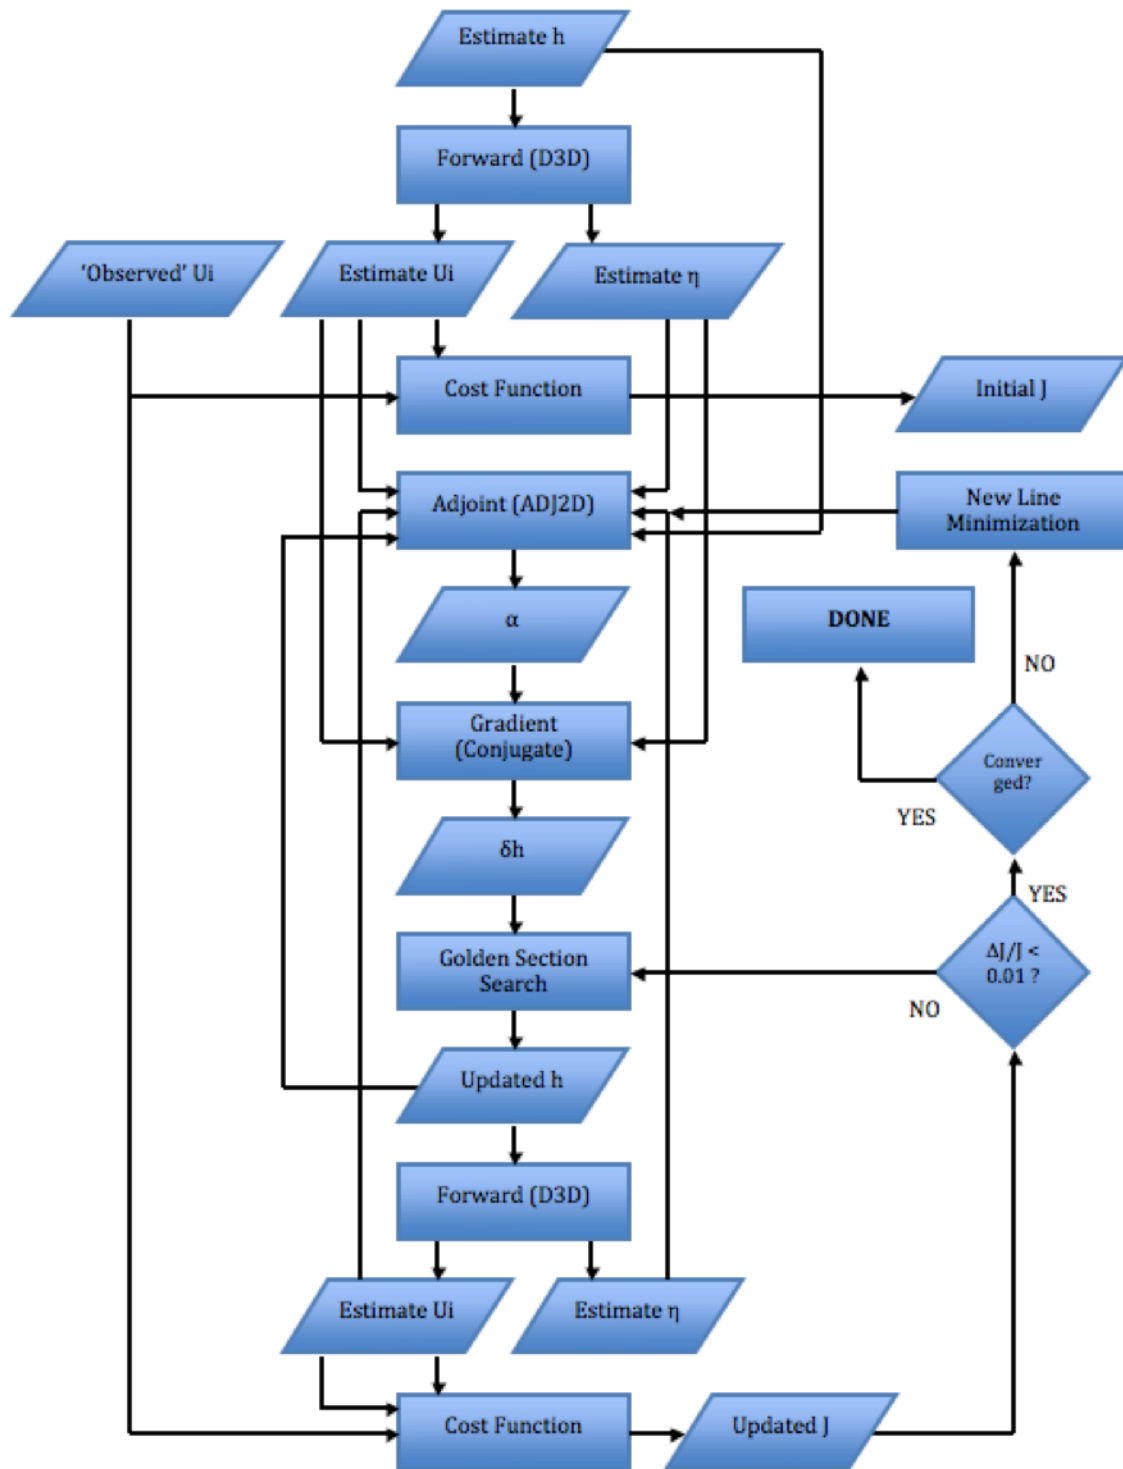 Estimate h
Forward (D3D)
‘Observed’ Ui
Estimate Ui
Estimate η
Cost Function
Initial J
Adjoint (ADJ2D)
New Line
Minimization
α
DONE
NO
Gradient
(Conjugate)
Conver
ged?
YES
δh
YES
Golden Section
Search
ΔJ/J <
0.01 ?
NO
Updated h
Forward (D3D)
Estimate Ui
Estimate η
Cost Function
Updated J